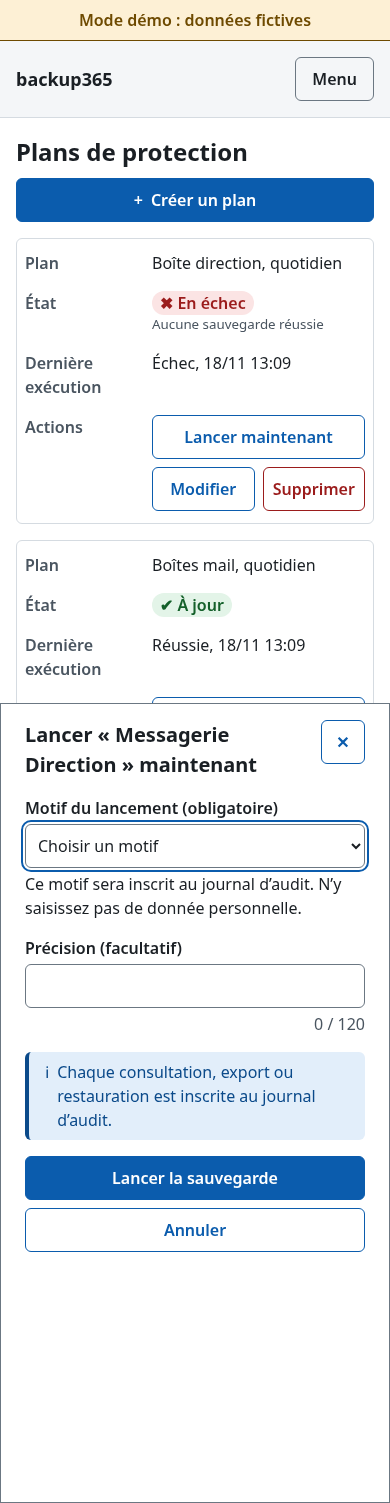 Mode démo : données fictives
backup365
Menu
Plans de protection
+ Créer un plan
Plan
Boîte direction, quotidien
État
✖ En échec
Aucune sauvegarde réussie
Dernière
exécution
Échec, 18/11 13:09
Actions
Lancer maintenant
Modifier
Supprimer
Plan
Boîtes mail, quotidien
État
✔ À jour
Dernière
exécution
Réussie, 18/11 13:09
Lancer « Messagerie
Direction » maintenant
×
Motif du lancement (obligatoire)
Choisir un motif
Ce motif sera inscrit au journal d’audit. N’y
saisissez pas de donnée personnelle.
Précision (facultatif)
0 / 120
i Chaque consultation, export ou
restauration est inscrite au journal
d’audit.
Lancer la sauvegarde
Annuler